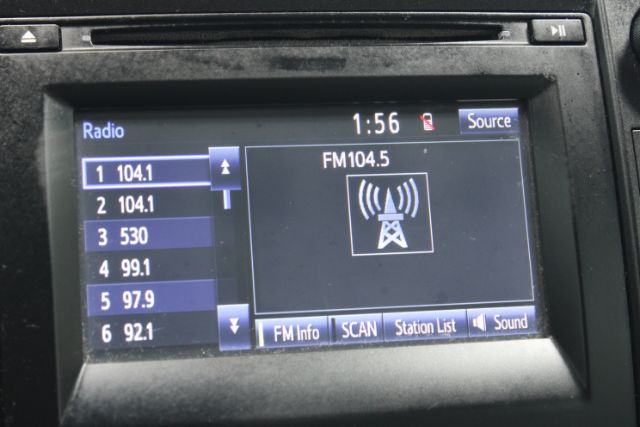 Radio
1:56
Source
FM104.5
1 104.1
2 104.1
3 530
4 99.1
5 97.9
6 92.1
FM Info
SCAN
Station List
Sound